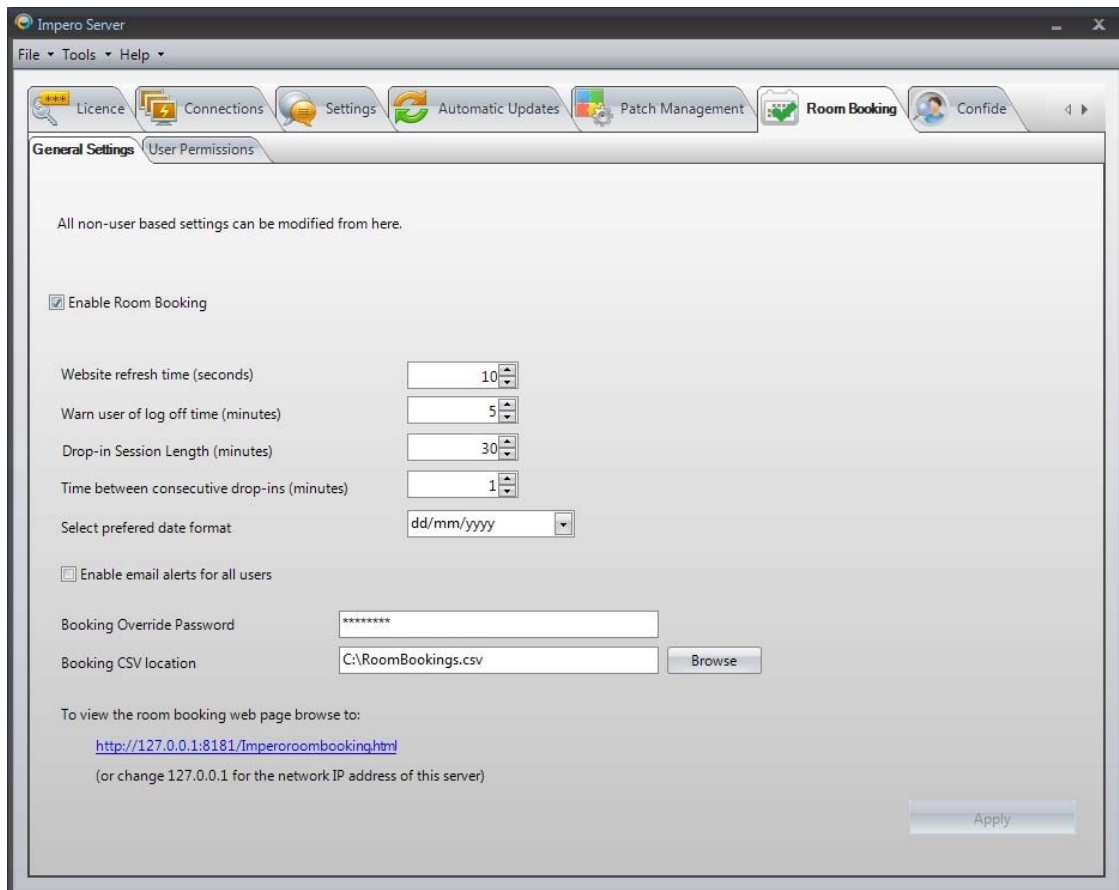 Impero Server
File Tools Help
*** Licence Connections Settings Automatic Updates Patch Management Room Booking Confide
General Settings User Permissions
All non-user based settings can be modified from here.
Enable Room Booking
Website refresh time (seconds) 10
Warn user of log off time (minutes) 5
Drop-in Session Length (minutes) 30
Time between consecutive drop-ins (minutes) 1
Select prefered date format dd/mm/yyyy
Enable email alerts for all users
Booking Override Password ********
Booking CSV location C:\RoomBookings.csv Browse
To view the room booking web page browse to:
http://127.0.0.1:8181/Imperoroombooking.html
(or change 127.0.0.1 for the network IP address of this server)
Apply